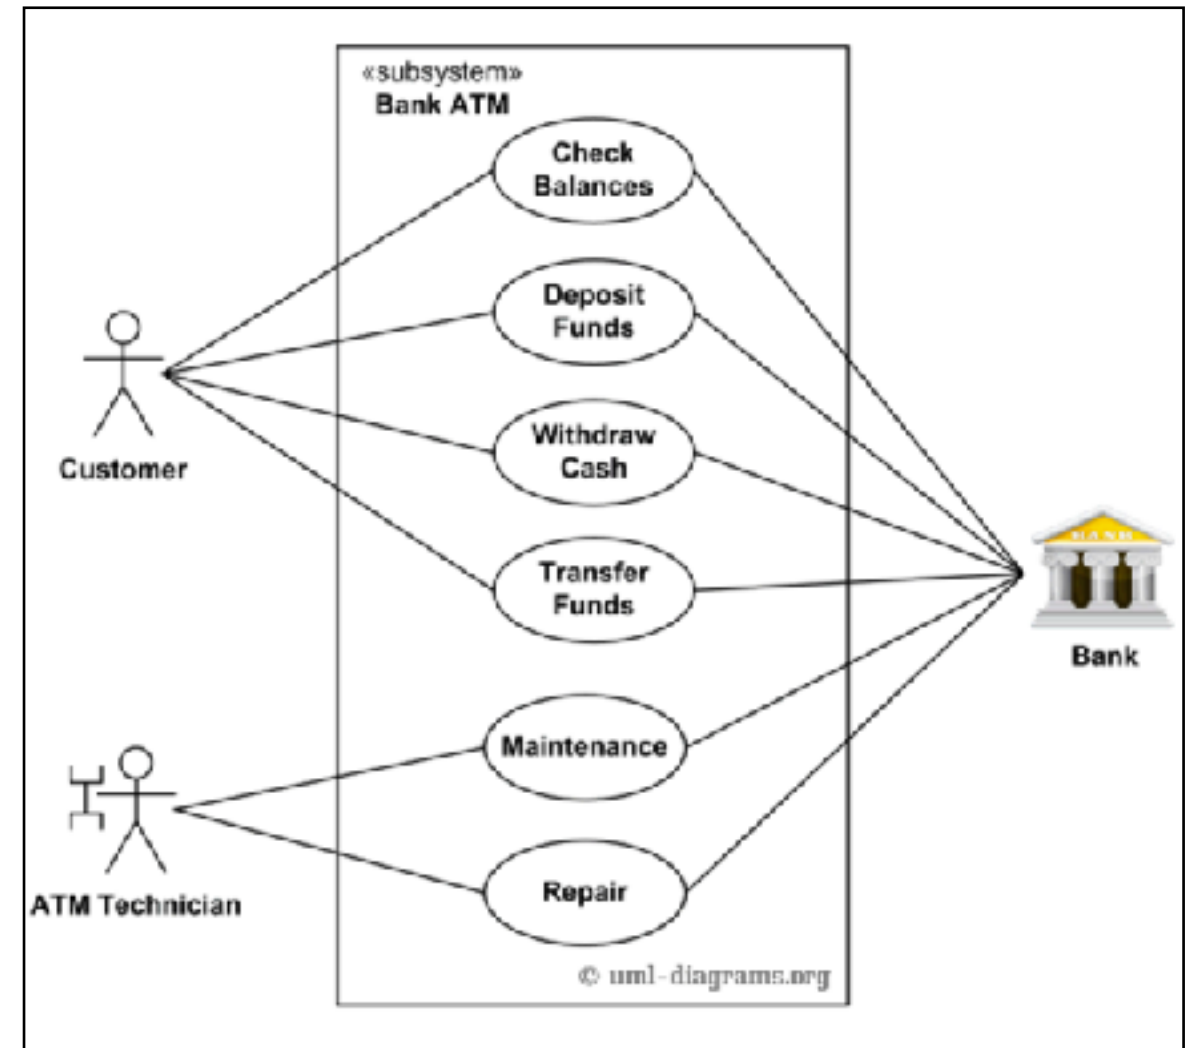 «subsystem»
Bank ATM
Check
Balances
Deposit
Funds
Withdraw
Cash
Transfer
Funds
Customer
BANK
Bank
Maintenance
ATM Technician
Repair
© uml-diagrams.org